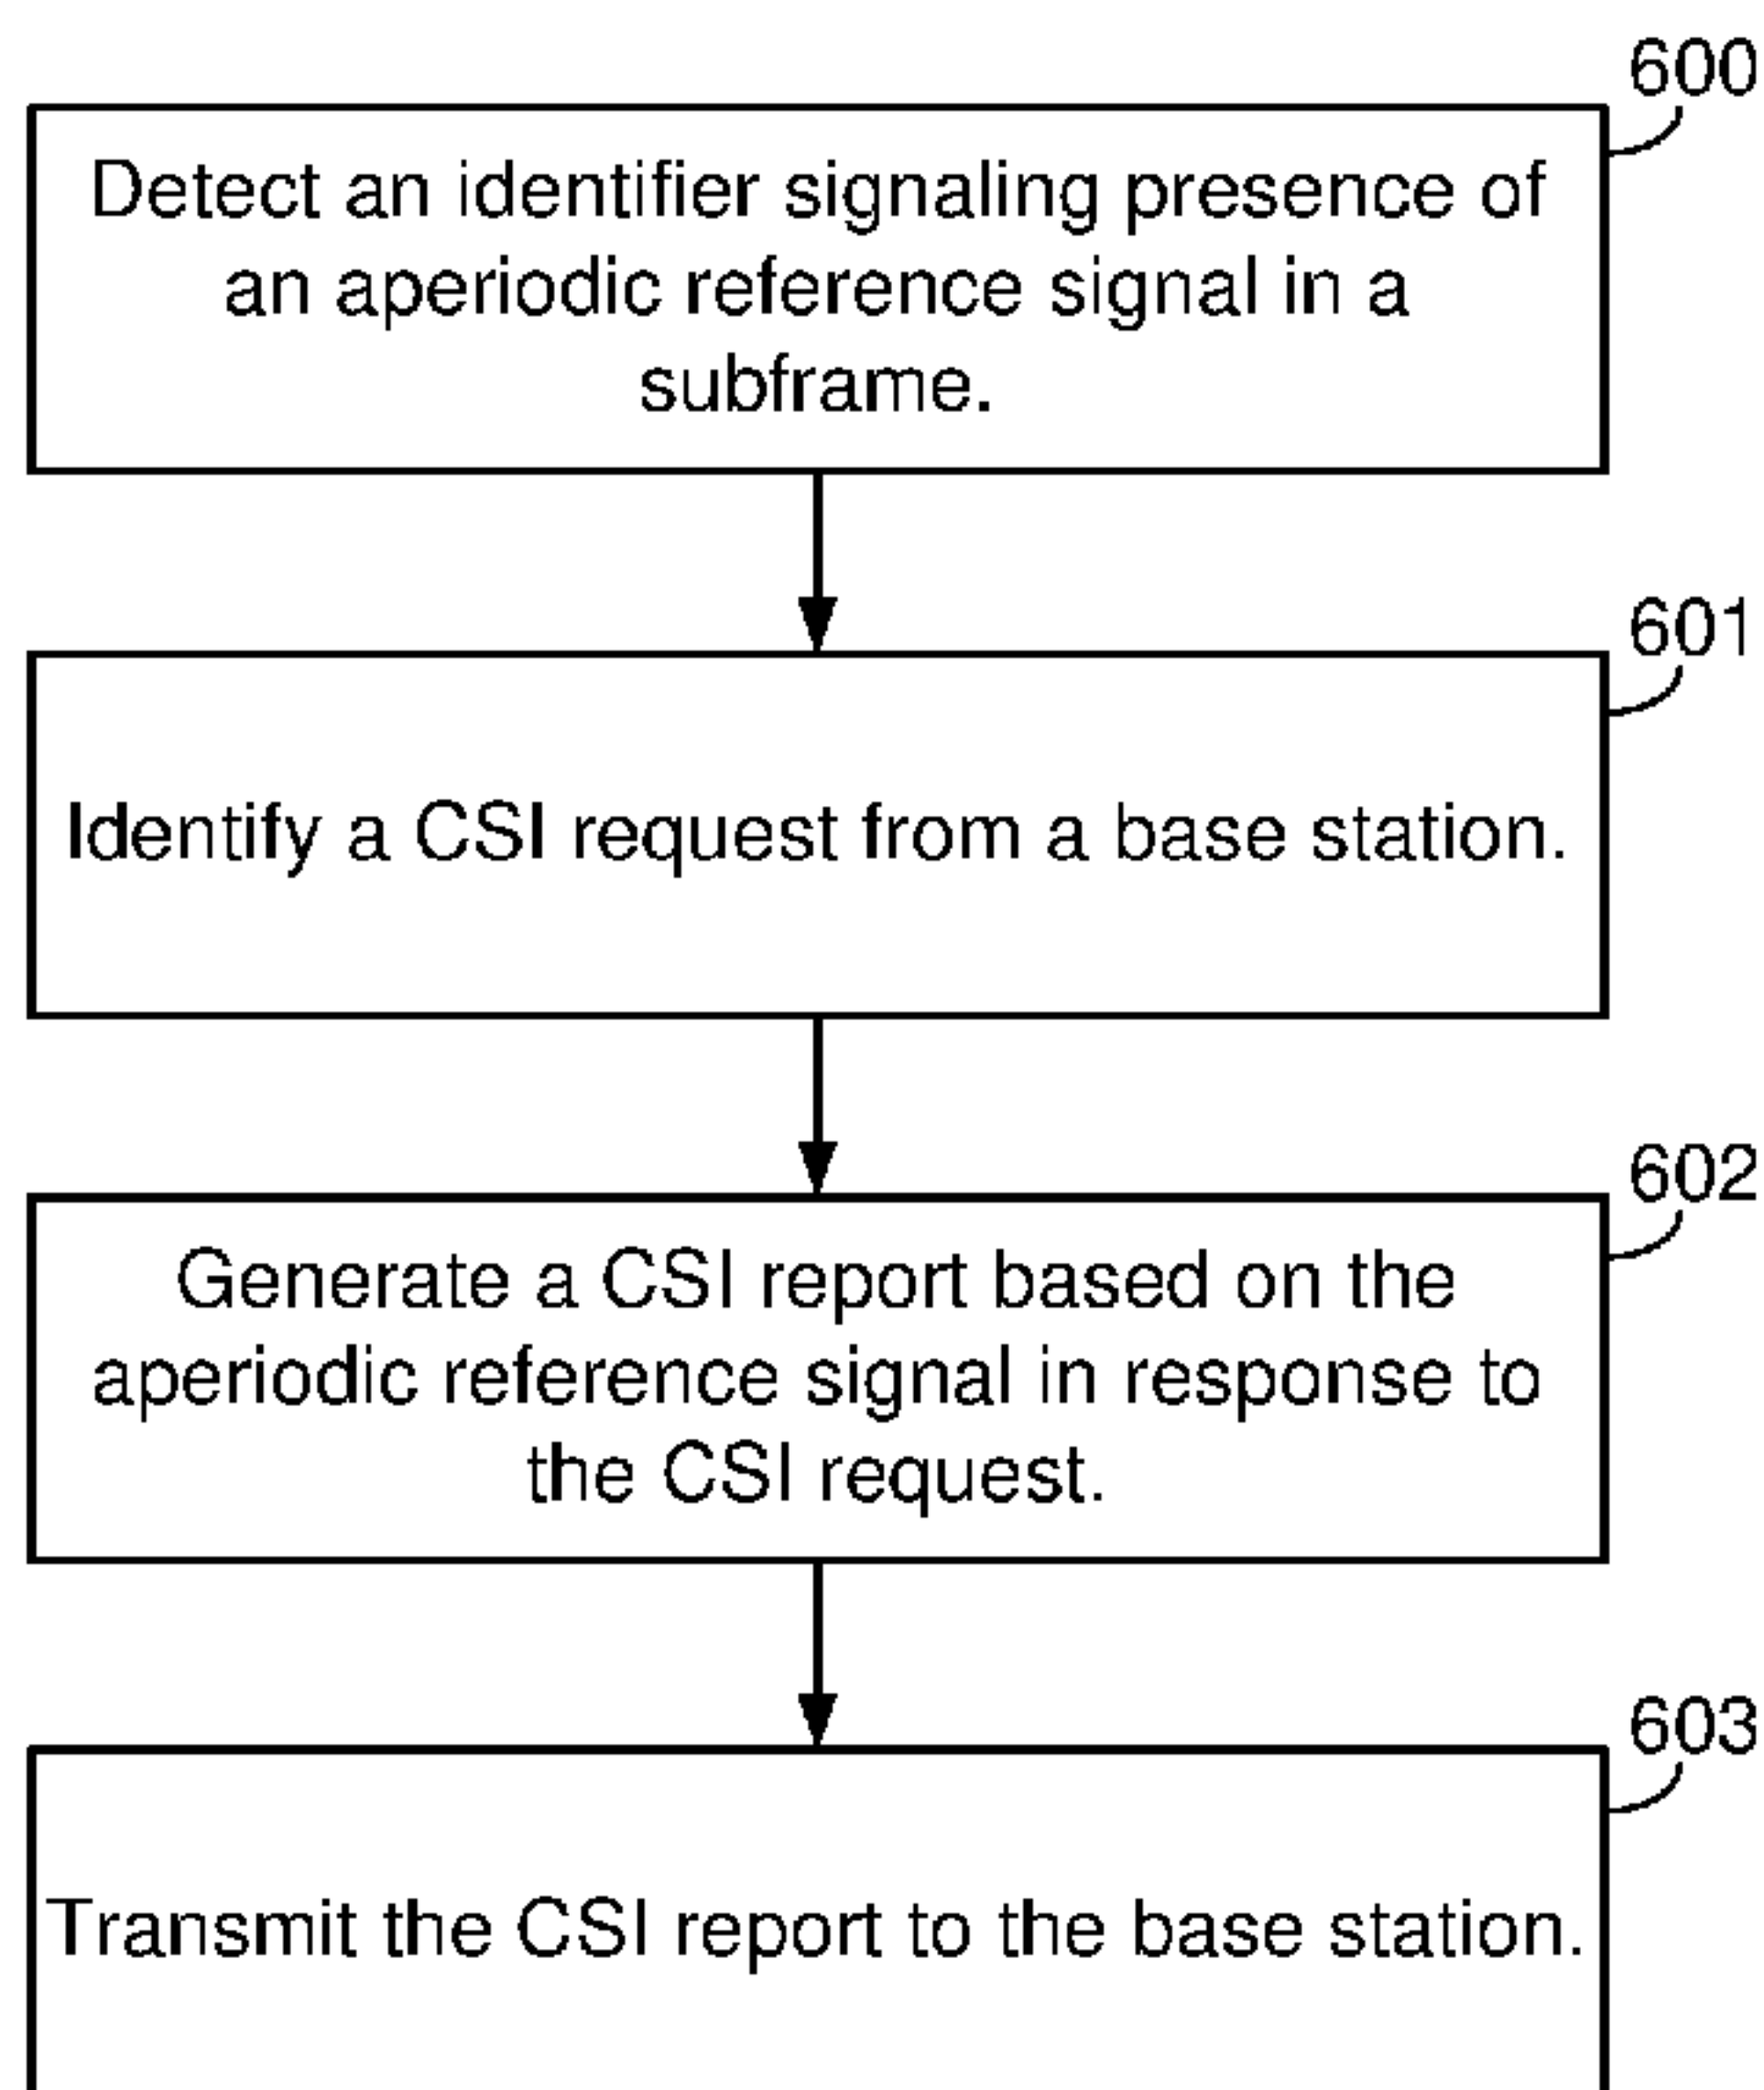 600
Detect an identifier signaling presence of
an aperiodic reference signal in a
subframe.
601
Identify a CSI request from a base station.
602
Generate a CSI report based on the
aperiodic reference signal in response to
the CSI request.
603
Transmit the CSI report to the base station.